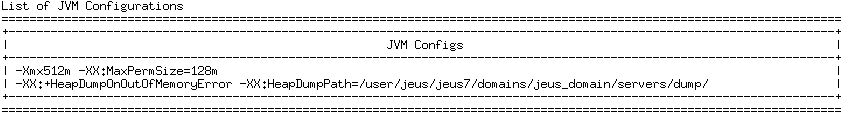 List of JVM Configurations
================================================================================
+------------------------------------------------------------------------------+
| JVM Configs |
+------------------------------------------------------------------------------+
| -Xmx512m -XX:MaxPermSize=128m |
| -XX:+HeapDumpOnOutOfMemoryError -XX:HeapDumpPath=/user/jeus/jeus7/domains/jeus_domain/servers/dump/ |
+------------------------------------------------------------------------------+
================================================================================